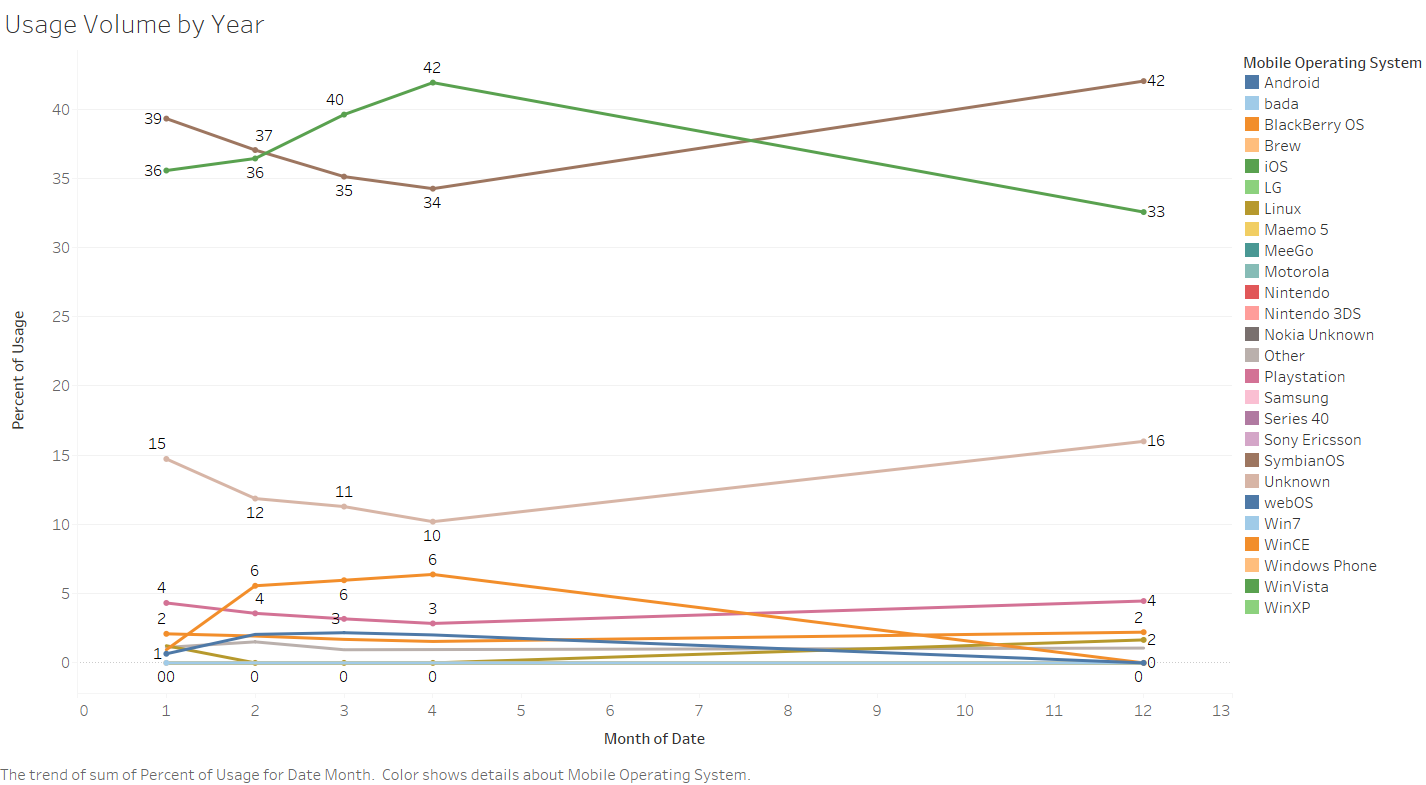 Usage Volume by Year
Mobile Operating System
Android
bada
BlackBerry OS
Brew
iOS
LG
Linux
Maemo 5
MeeGo
Motorola
Nintendo
Nintendo 3DS
Nokia Unknown
Other
Playstation
Samsung
Series 40
Sony Ericsson
SymbianOS
Unknown
webOS
Win7
WinCE
Windows Phone
WinVista
WinXP
Percent of Usage
40
35
30
25
20
15
10
5
0
39
37
35
34
42
36
36
40
42
33
15
12
11
10
16
6
6
6
4
4
3
3
4
2
2
2
1
00
0
0
0
0
0
0 1 2 3 4 5 6 7 8 9 10 11 12 13
Month of Date
The trend of sum of Percent of Usage for Date Month. Color shows details about Mobile Operating System.